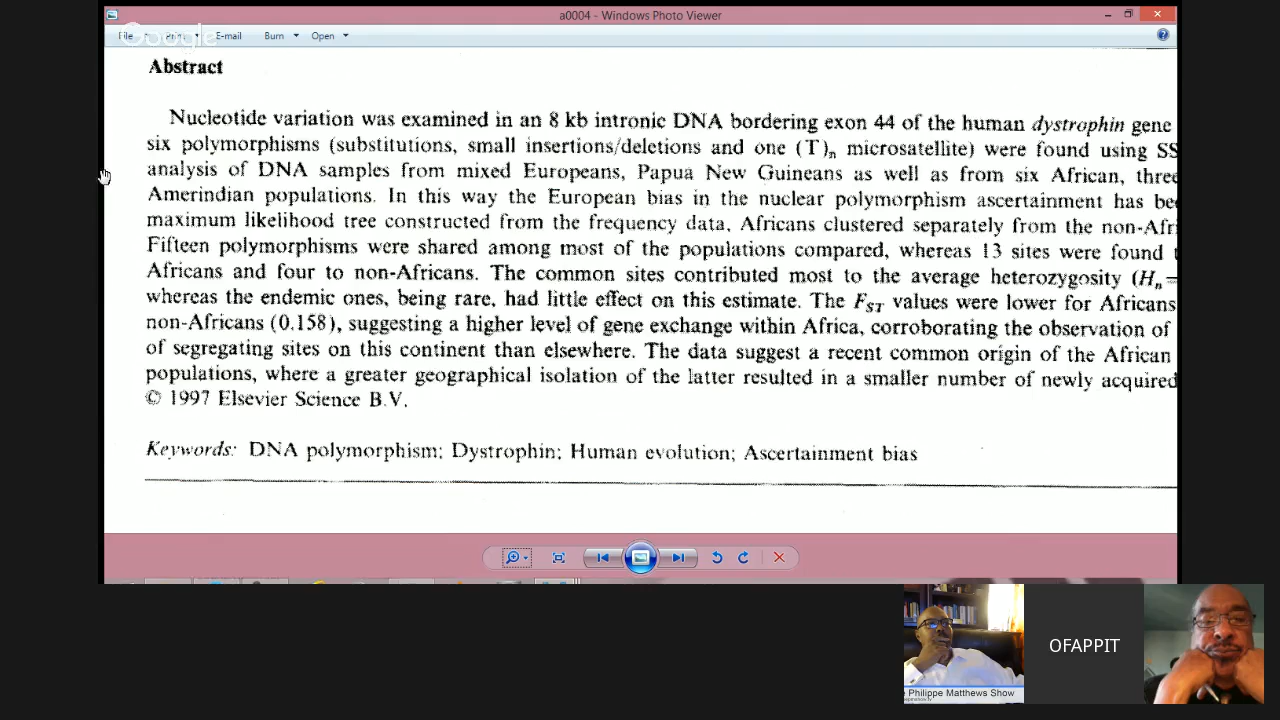 a0004 - Windows Photo Viewer
File Print E-mail Burn Open
Google
Abstract
Nucleotide variation was examined in an 8 kb intronic DNA bordering exon 44 of the human dystrophin gene
six polymorphisms (substitutions, small insertions/deletions and one (T)n microsatellite) were found using SS
analysis of DNA samples from mixed Europeans, Papua New Guineans as well as from six African, three
Amerindian populations. In this way the European bias in the nuclear polymorphism ascertainment has be
maximum likelihood tree constructed from the frequency data, Africans clustered separately from the non-Afri
Fifteen polymorphisms were shared among most of the populations compared, whereas 13 sites were found
Africans and four to non-Africans. The common sites contributed most to the average heterozygosity (Hn =
whereas the endemic ones, being rare, had little effect on this estimate. The FST values were lower for Africans
non-Africans (0.158), suggesting a higher level of gene exchange within Africa, corroborating the observation of
of segregating sites on this continent than elsewhere. The data suggest a recent common origin of the African
populations, where a greater geographical isolation of the latter resulted in a smaller number of newly acquired
© 1997 Elsevier Science B.V.
Keywords: DNA polymorphism; Dystrophin; Human evolution; Ascertainment bias
OFAPPIT
Philippe Matthews Show